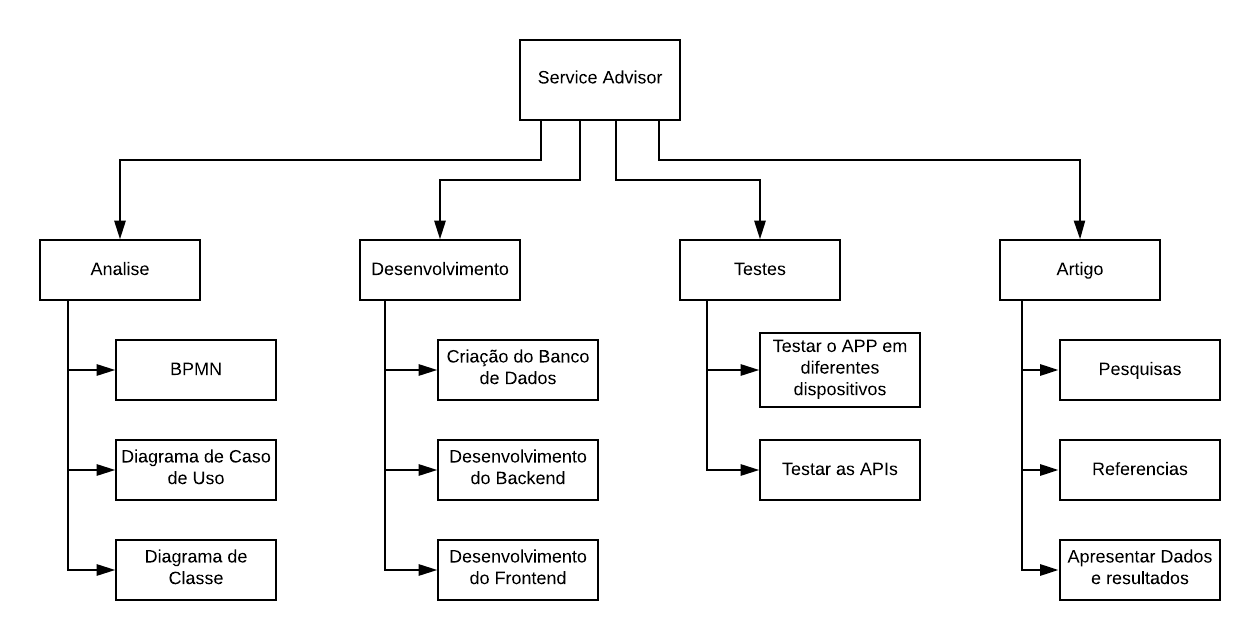 Service Advisor
Analise
Desenvolvimento
Testes
Artigo
BPMN
Diagrama de Caso
de Uso
Diagrama de
Classe
Criação do Banco
de Dados
Desenvolvimento
do Backend
Desenvolvimento
do Frontend
Testar o APP em
diferentes
dispositivos
Testar as APIs
Pesquisas
Referencias
Apresentar Dados
e resultados